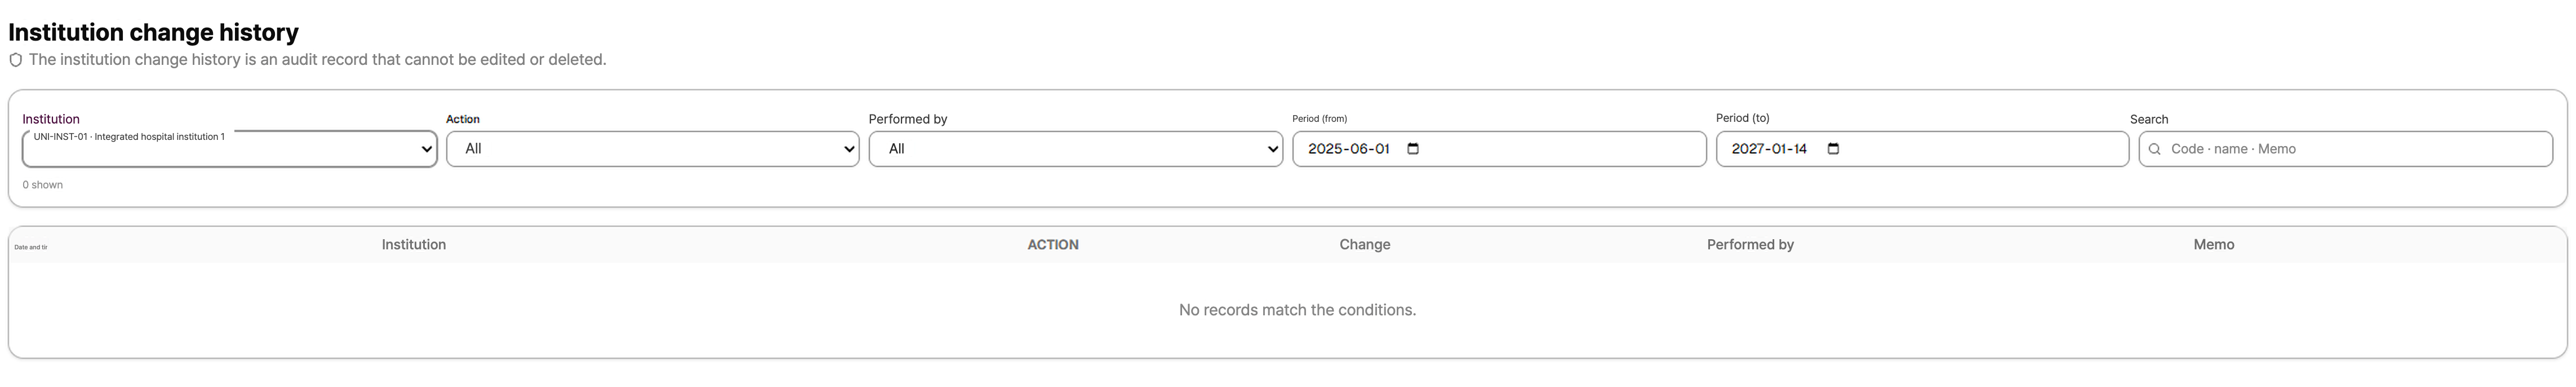 Institution change history
The institution change history is an audit record that cannot be edited or deleted.
Institution Action Performed by Period (from) Period (to) Search
UNI-INST-01 · Integrated hospital institution 1 All All 2025-06-01 2027-01-14 Code · name · Memo
0 shown
Date and tir Institution ACTION Change Performed by Memo
No records match the conditions.